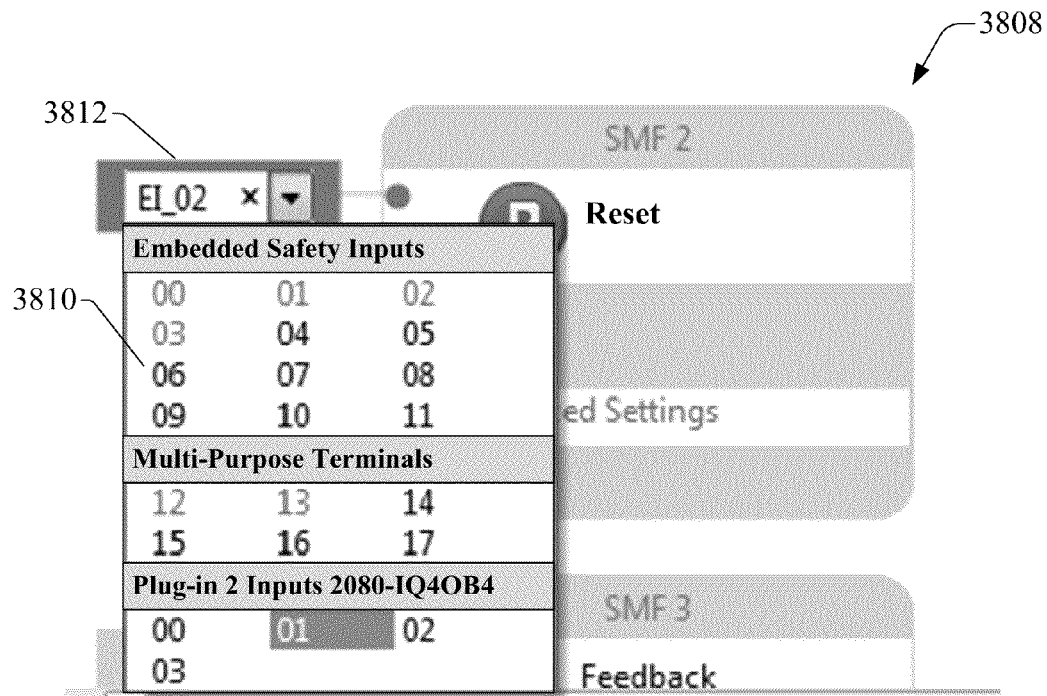 3808
3812
SMF 2
EI_02 ×
Reset
Embedded Safety Inputs
3810
00 01 02
03 04 05
06 07 08
09 10 11
ed Settings
Multi-Purpose Terminals
12 13 14
15 16 17
Plug-in 2 Inputs 2080-IQ4OB4
SMF 3
00 01 02
03
Feedback